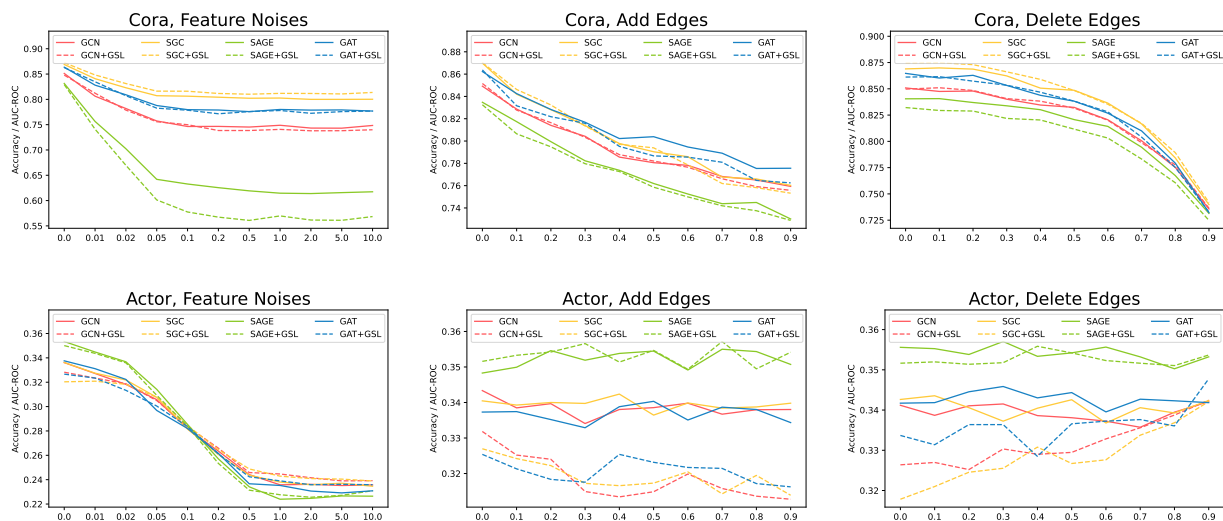 Cora, Feature Noises
GCN SGC SAGE GAT
GCN+GSL SGC+GSL SAGE+GSL GAT+GSL
Accuracy / AUC-ROC
0.90
0.85
0.80
0.75
0.70
0.65
0.60
0.55
0.0 0.01 0.02 0.05 0.1 0.2 0.5 1.0 2.0 5.0 10.0
Cora, Add Edges
GCN SGC SAGE GAT
GCN+GSL SGC+GSL SAGE+GSL GAT+GSL
Accuracy / AUC-ROC
0.88
0.86
0.84
0.82
0.80
0.78
0.76
0.74
0.0 0.1 0.2 0.3 0.4 0.5 0.6 0.7 0.8 0.9
Cora, Delete Edges
GCN SGC SAGE GAT
GCN+GSL SGC+GSL SAGE+GSL GAT+GSL
Accuracy / AUC-ROC
0.900
0.875
0.850
0.825
0.800
0.775
0.750
0.725
0.0 0.1 0.2 0.3 0.4 0.5 0.6 0.7 0.8 0.9
Actor, Feature Noises
GCN SGC SAGE GAT
GCN+GSL SGC+GSL SAGE+GSL GAT+GSL
Accuracy / AUC-ROC
0.36
0.34
0.32
0.30
0.28
0.26
0.24
0.22
0.0 0.01 0.02 0.05 0.1 0.2 0.5 1.0 2.0 5.0 10.0
Actor, Add Edges
GCN SGC SAGE GAT
GCN+GSL SGC+GSL SAGE+GSL GAT+GSL
Accuracy / AUC-ROC
0.36
0.35
0.34
0.33
0.32
0.0 0.1 0.2 0.3 0.4 0.5 0.6 0.7 0.8 0.9
Actor, Delete Edges
GCN SGC SAGE GAT
GCN+GSL SGC+GSL SAGE+GSL GAT+GSL
Accuracy / AUC-ROC
0.36
0.35
0.34
0.33
0.32
0.0 0.1 0.2 0.3 0.4 0.5 0.6 0.7 0.8 0.9